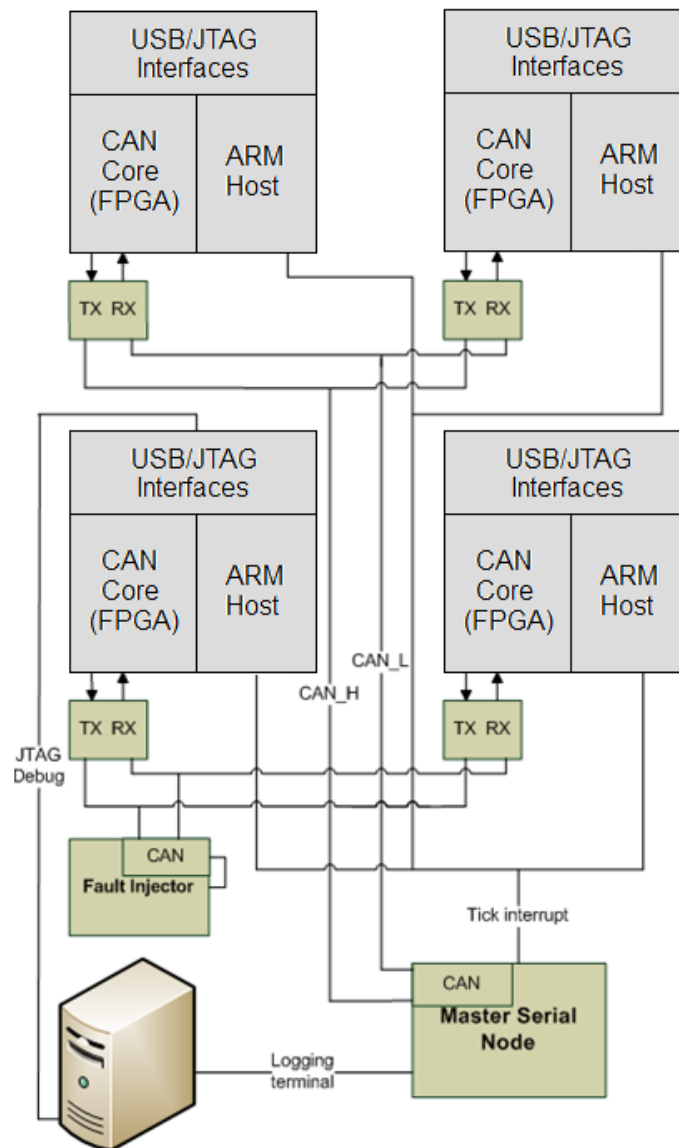 USB/JTAG
Interfaces
CAN
Core
(FPGA)
ARM
Host
TX RX
USB/JTAG
Interfaces
CAN
Core
(FPGA)
ARM
Host
TX RX
USB/JTAG
Interfaces
CAN
Core
(FPGA)
ARM
Host
TX RX
USB/JTAG
Interfaces
CAN
Core
(FPGA)
ARM
Host
TX RX
CAN_L
CAN_H
JTAG
Debug
CAN
Fault Injector
Tick interrupt
CAN
Master Serial
Node
Logging
terminal